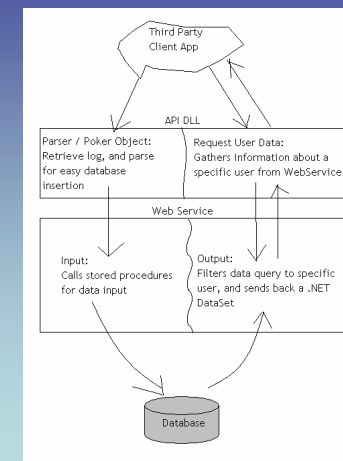 Third Party
Client App
API DLL
Parser / Poker Object:
Retrieve log, and parse
for easy database
insertion
Request User Data:
Gathers information about a
specific user from WebService
Web Service
Input:
Calls stored procedures
for data input
Output:
Filters data query to specific
user, and sends back a .NET
DataSet
Database